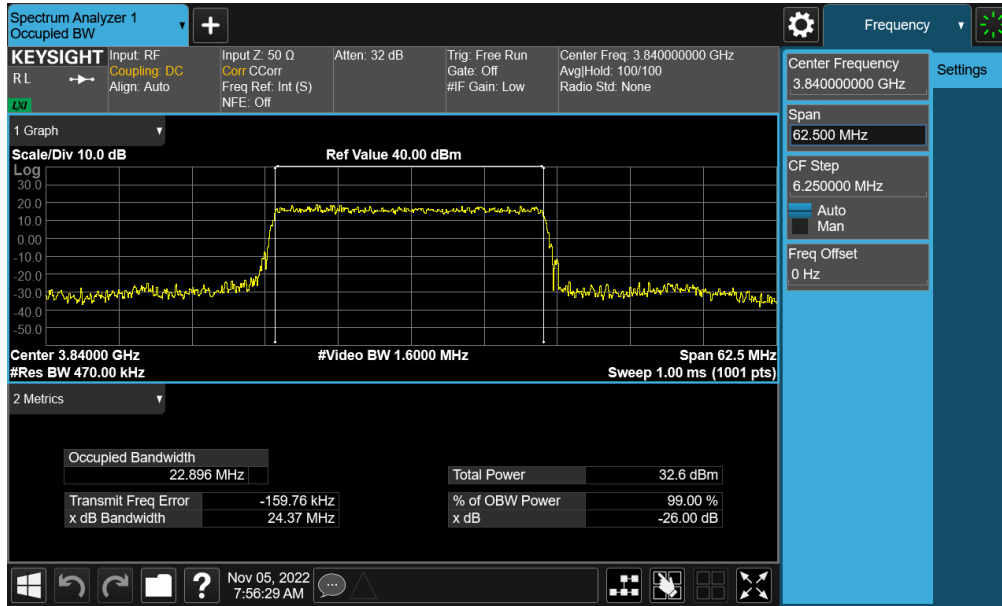 Spectrum Analyzer 1
Occupied BW
▼
+
Frequency
▼
KEYSIGHT
R L
LXI
Input: RF
Coupling: DC
Align: Auto
Input Z: 50 Ω
Corr CCorr
Freq Ref: Int (S)
NFE: Off
Atten: 32 dB
Trig: Free Run
Gate: Off
#IF Gain: Low
Center Freq: 3.840000000 GHz
Avg|Hold: 100/100
Radio Std: None
Center Frequency
3.840000000 GHz
Settings
Span
62.500 MHz
CF Step
6.250000 MHz
Auto
Man
Freq Offset
0 Hz
1 Graph ▼
Scale/Div 10.0 dB
Ref Value 40.00 dBm
Log
30.0
20.0
10.0
0.00
-10.0
-20.0
-30.0
-40.0
-50.0
Center 3.84000 GHz
#Video BW 1.6000 MHz
Span 62.5 MHz
#Res BW 470.00 kHz
Sweep 1.00 ms (1001 pts)
2 Metrics ▼
Occupied Bandwidth
22.896 MHz
Total Power 32.6 dBm
Transmit Freq Error -159.76 kHz
% of OBW Power 99.00 %
x dB Bandwidth 24.37 MHz
x dB -26.00 dB
?
Nov 05, 2022
7:56:29 AM